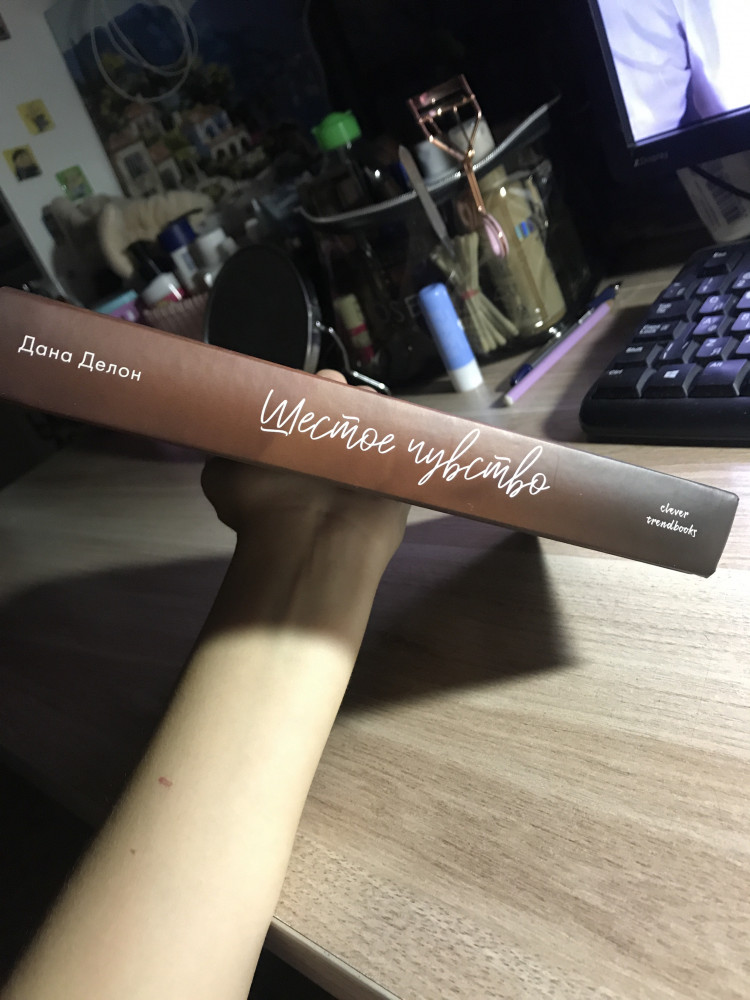 Дана Делон
Шестое чувство
clever
trendbooks